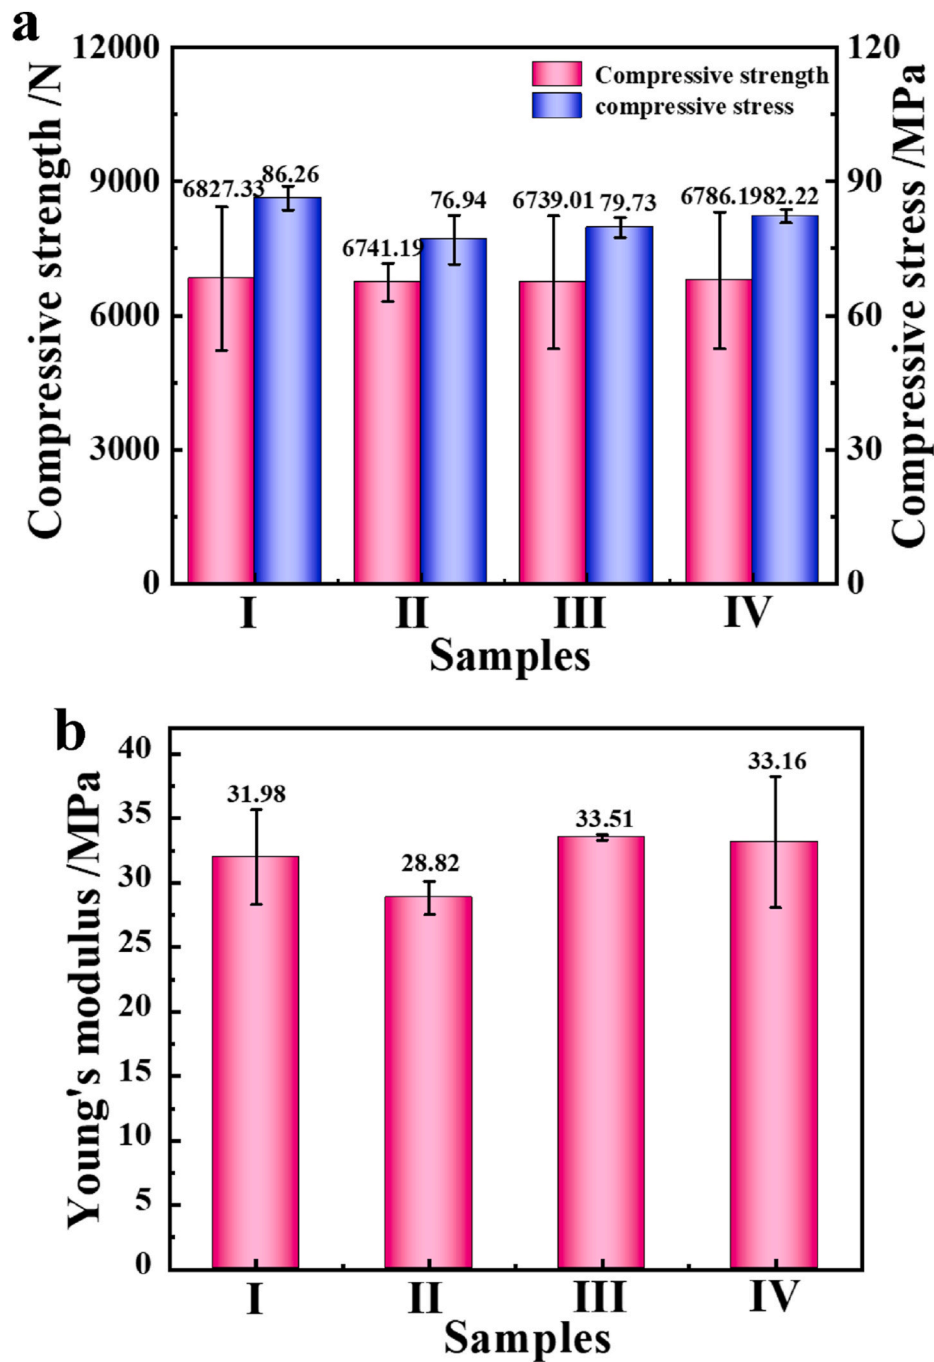 a
12000
9000
6000
3000
0
Compressive strength /N
120
90
60
30
0
Compressive stress /MPa
Compressive strength
compressive stress
6827.33
86.26
6741.19
76.94
6739.01
79.73
6786.19
82.22
I
II
III
IV
Samples
b
40
35
30
25
20
15
10
5
0
Young's modulus /MPa
31.98
28.82
33.51
33.16
I
II
III
IV
Samples